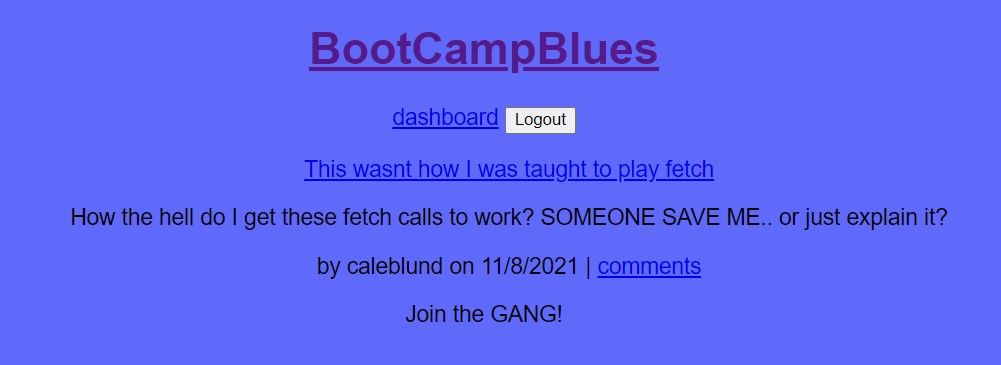 BootCampBlues
dashboard Logout
This wasnt how I was taught to play fetch
How the hell do I get these fetch calls to work? SOMEONE SAVE ME.. or just explain it?
by caleblund on 11/8/2021 | comments
Join the GANG!